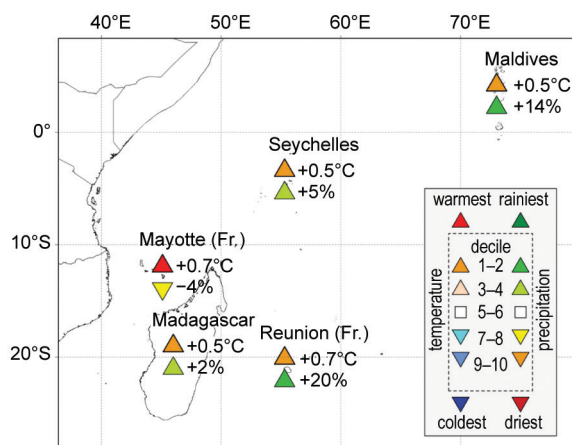 40°E 50°E 60°E 70°E
Maldives
+0.5°C
+14%
0°
Seychelles
+0.5°C
+5%
10°S
Mayotte (Fr.)
+0.7°C
−4%
Madagascar
+0.5°C
+2%
Reunion (Fr.)
+0.7°C
+20%
20°S
warmest rainiest
decile
1–2
3–4
5–6
7–8
9–10
temperature
precipitation
coldest driest